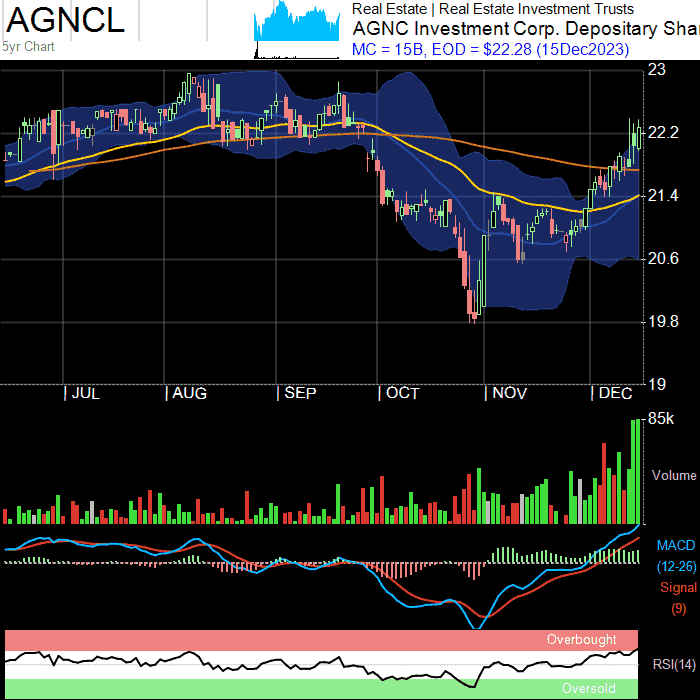 AGNCL
5yr Chart
Real Estate | Real Estate Investment Trusts
AGNC Investment Corp. Depositary Shar
MC = 15B, EOD = $22.28 (15Dec2023)
23
22.2
21.4
20.6
19.8
19
| JUL | AUG | SEP | OCT | NOV | DEC
85k
Volume
MACD
(12-26)
Signal
(9)
Overbought
RSI(14)
Oversold